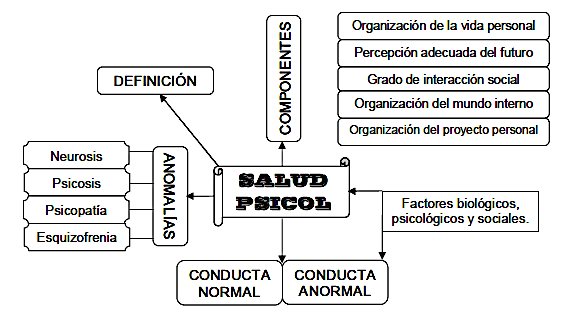 COMPONENTES
Organización de la vida personal
Percepción adecuada del futuro
Grado de interacción social
Organización del mundo interno
Organización del proyecto personal
DEFINICIÓN
ANOMALÍAS
Neurosis
Psicosis
Psicopatía
Esquizofrenia
SALUD
PSICOL
Factores biológicos,
psicológicos y sociales.
CONDUCTA
NORMAL
CONDUCTA
ANORMAL